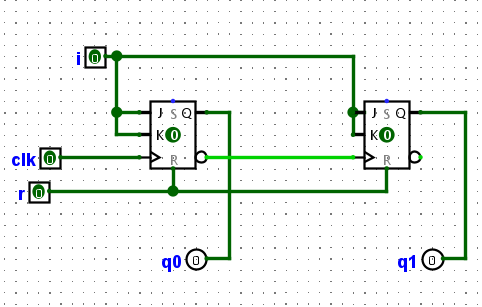 i 0
J S Q J S Q
K 0 K 0
clk 0
R R
r 0
q0 0 q1 0